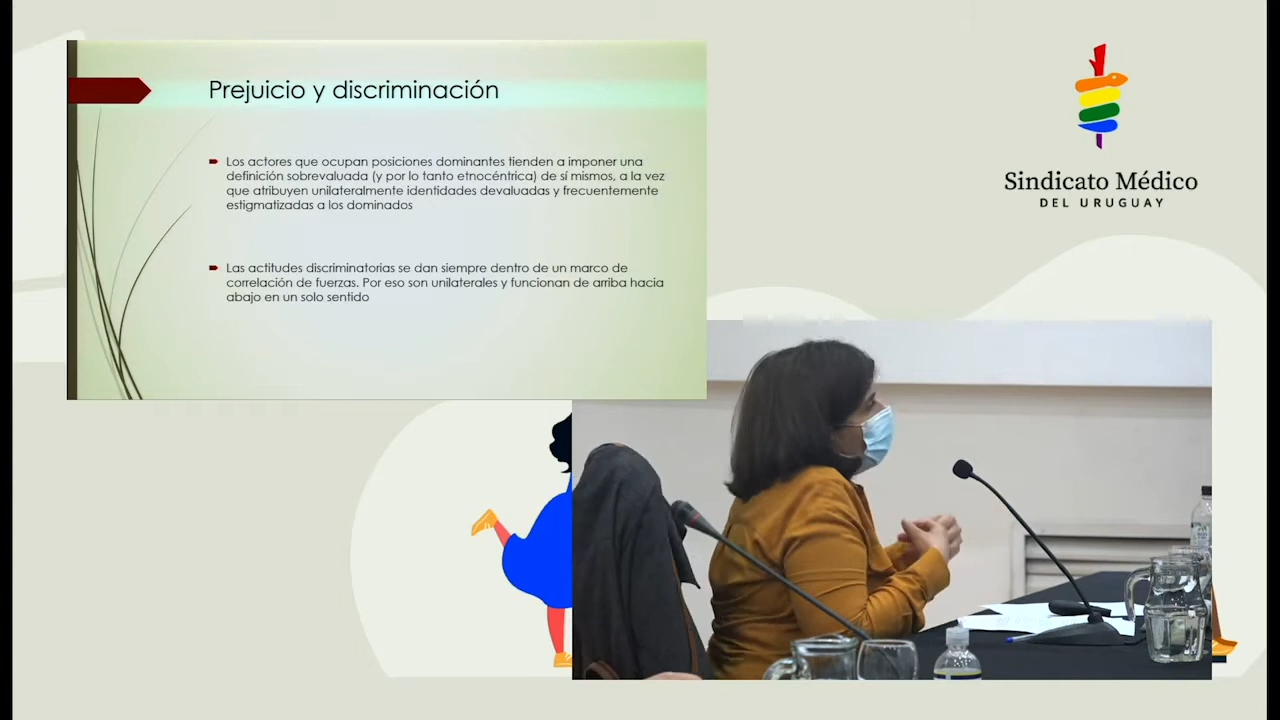 Prejuicio y discriminación
Los actores que ocupan posiciones dominantes tienden a imponer una
definición sobrevaluada (y por lo tanto etnocéntrica) de sí mismos, a la vez
que atribuyen unilateralmente identidades devaluadas y frecuentemente
estigmatizadas a los dominados
Las actitudes discriminatorias se dan siempre dentro de un marco de
correlación de fuerzas. Por eso son unilaterales y funcionan de arriba hacia
abajo en un solo sentido
Sindicato Médico
DEL URUGUAY